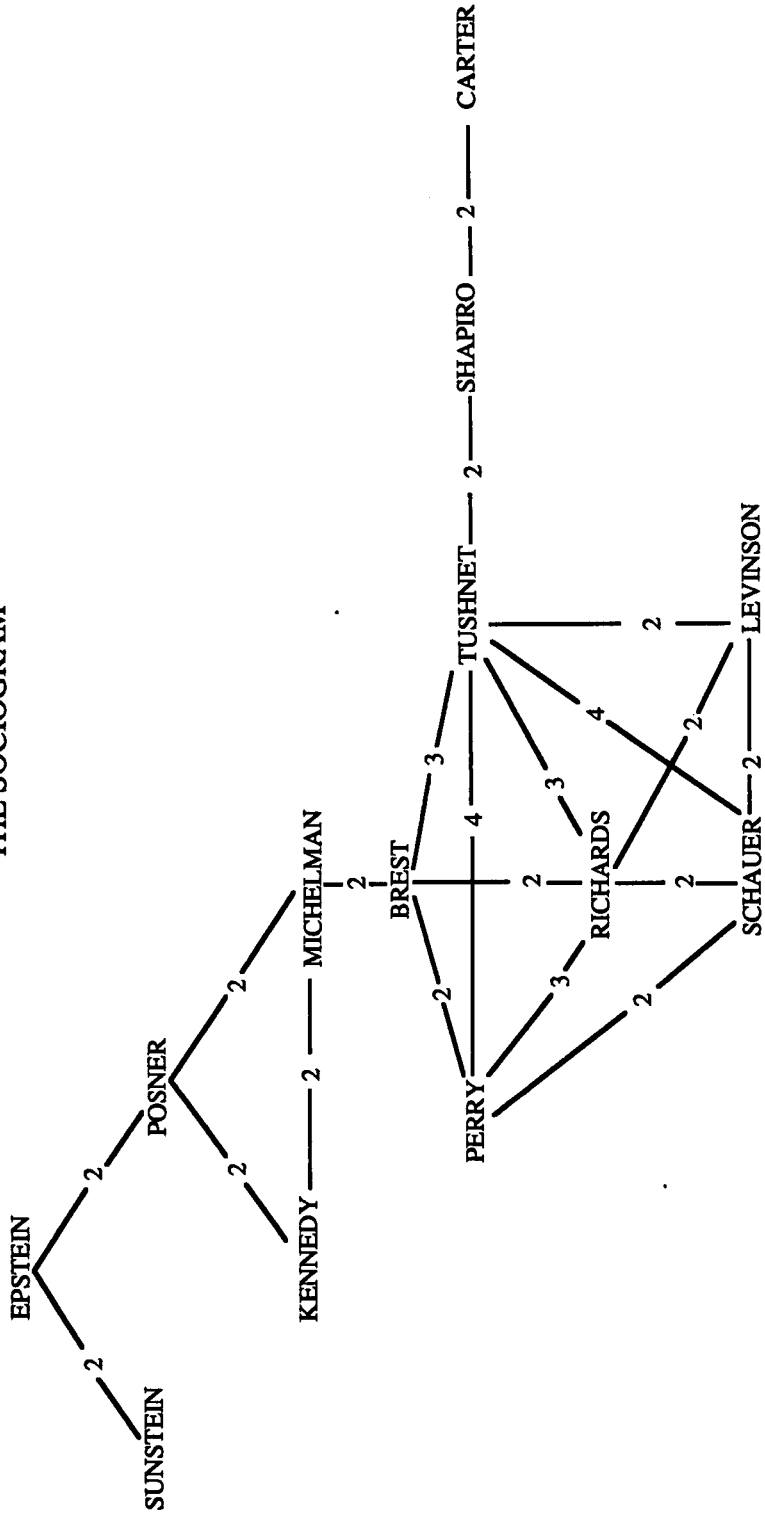 THE SOCIOGRAM
EPSTEIN
2 2
SUNSTEIN POSNER
2 2
KENNEDY 2 MICHELMAN
2
BREST
2 3
PERRY 4 TUSHNET 2 SHAPIRO 2 CARTER
2
3 3 4
RICHARDS
2 2
2 2
SCHAUER 2 LEVINSON